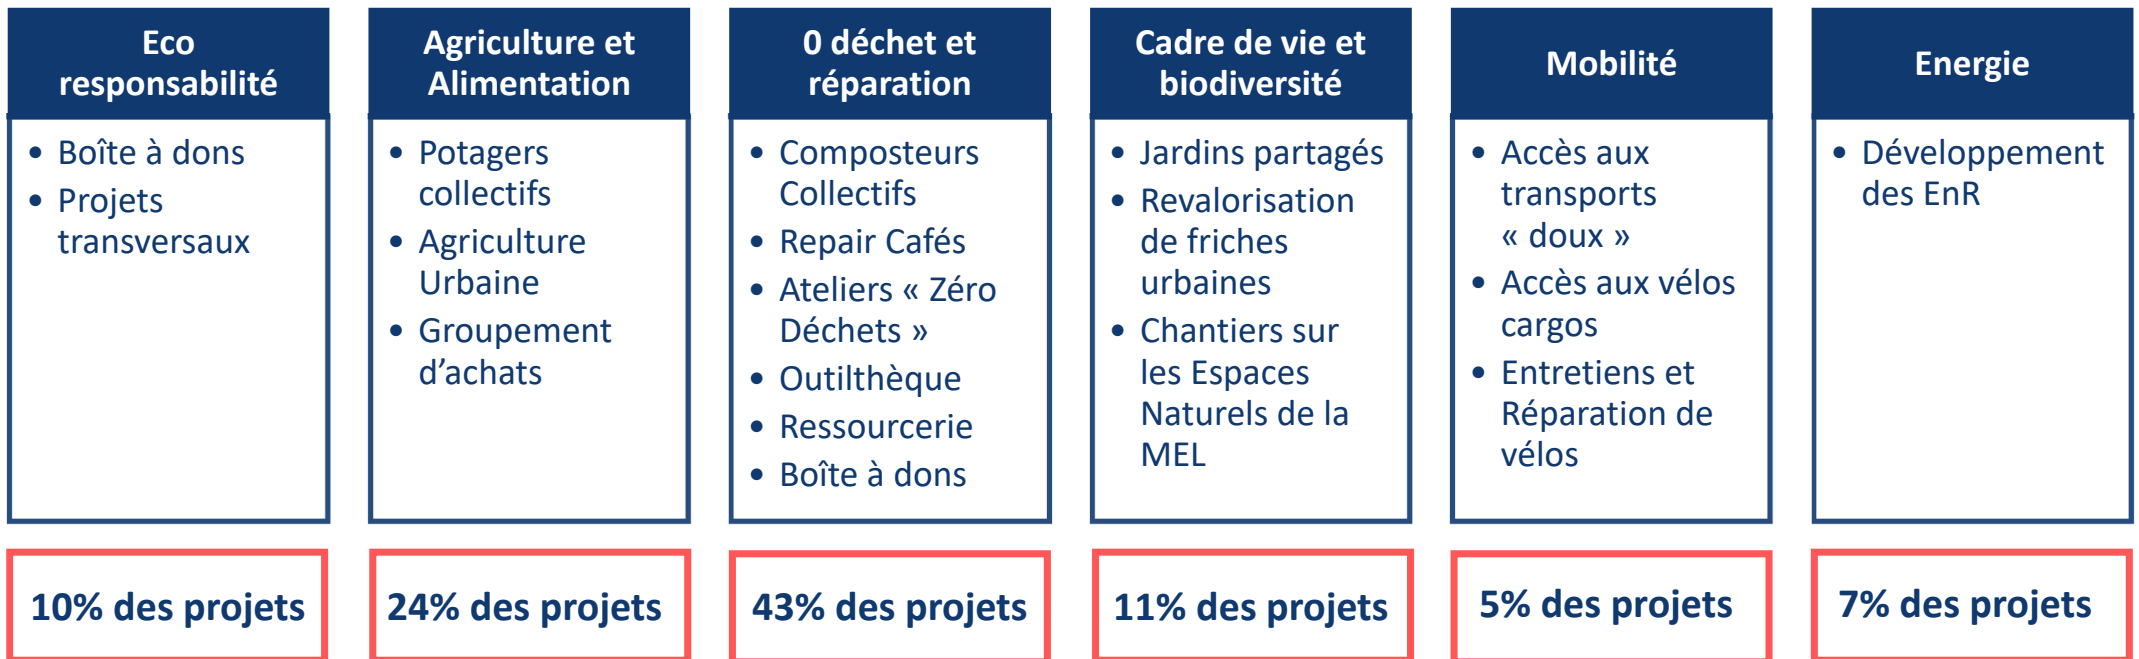 Eco
responsabilité
• Boîte à dons
• Projets
transversaux
10% des projets
Agriculture et
Alimentation
• Potagers
collectifs
• Agriculture
Urbaine
• Groupement
d’achats
24% des projets
0 déchet et
réparation
• Composteurs
Collectifs
• Repair Cafés
• Ateliers « Zéro
Déchets »
• Outilthèque
• Ressourcerie
• Boîte à dons
43% des projets
Cadre de vie et
biodiversité
• Jardins partagés
• Revalorisation
de friches
urbaines
• Chantiers sur
les Espaces
Naturels de la
MEL
11% des projets
Mobilité
• Accès aux
transports
« doux »
• Accès aux vélos
cargos
• Entretiens et
Réparation de
vélos
5% des projets
Energie
• Développement
des EnR
7% des projets